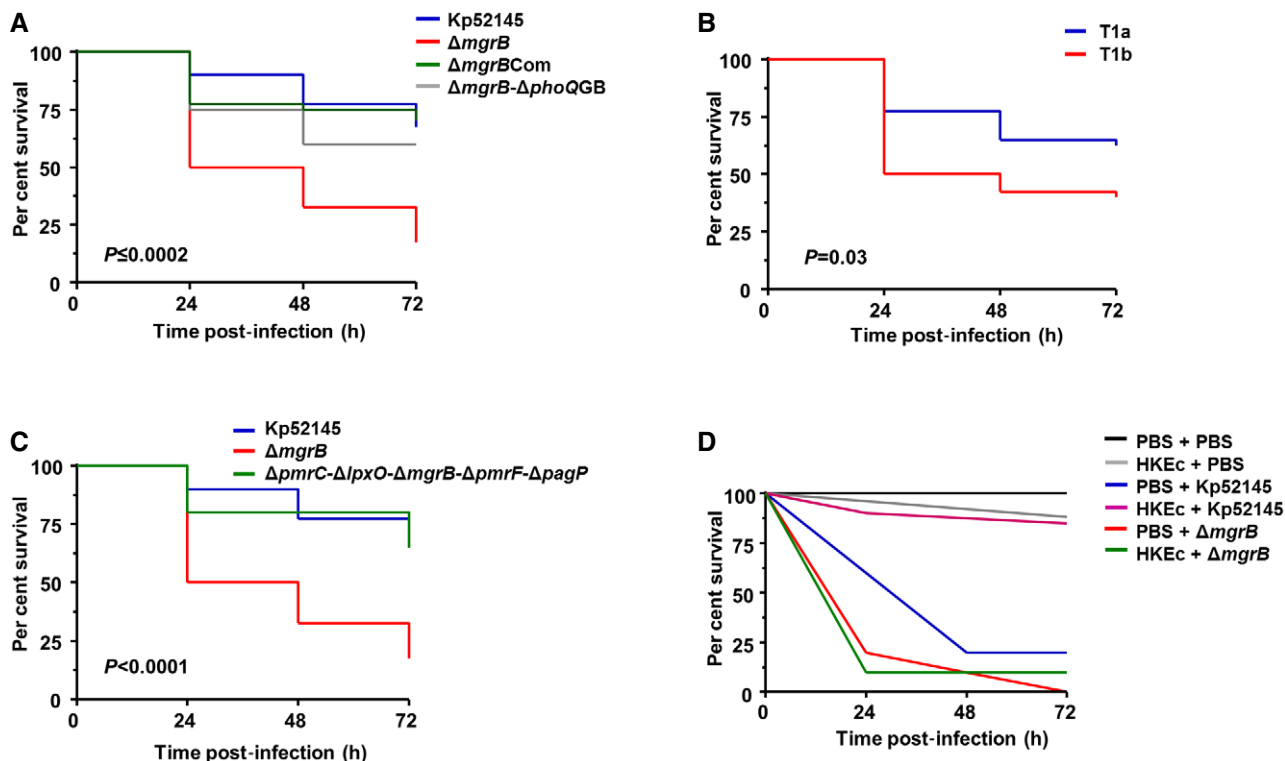 A
Kp52145
ΔmgrB
ΔmgrBCom
ΔmgrB-ΔphoQGB
Per cent survival
100
75
50
25
0
P≤0.0002
0 24 48 72
Time post-infection (h)
B
T1a
T1b
Per cent survival
100
75
50
25
0
P=0.03
0 24 48 72
Time post-infection (h)
C
Kp52145
ΔmgrB
ΔpmrC-ΔlpxO-ΔmgrB-ΔpmrF-ΔpagP
Per cent survival
100
75
50
25
0
P<0.0001
0 24 48 72
Time post-infection (h)
D
PBS + PBS
HKEc + PBS
PBS + Kp52145
HKEc + Kp52145
PBS + ΔmgrB
HKEc + ΔmgrB
Per cent survival
100
75
50
25
0
0 24 48 72
Time post-infection (h)